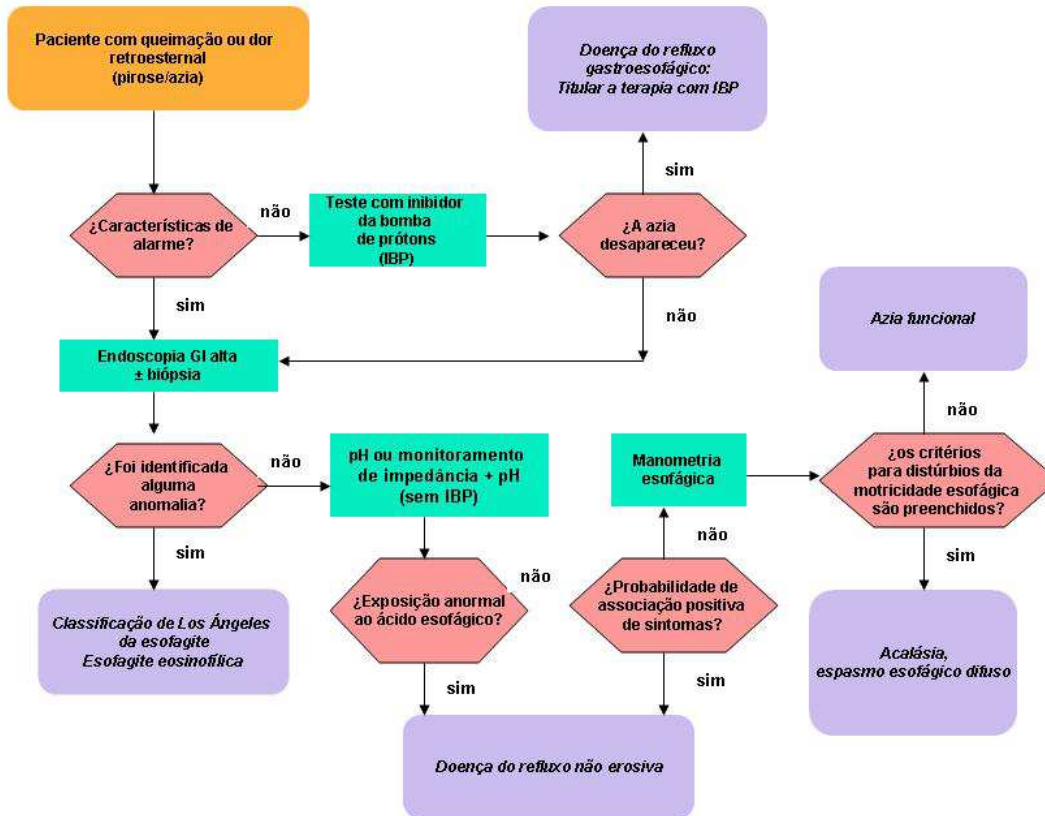 Paciente com queimação ou dor
retroesternal
(pirose/azia)
Doença do refluxo
gastroesofágico:
Titular a terapia com IBP
sim
¿Características de
alarme?
não
Teste com inibidor
da bomba
de prótons
(IBP)
¿A azia
desapareceu?
sim
não
Azia funcional
Endoscopia GI alta
± biópsia
não
¿Foi identificada
alguma
anomalia?
não
pH ou monitoramento
de impedância + pH
(sem IBP)
Manometria
esofágica
¿os critérios
para distúrbios da
motricidade esofágica
são preenchidos?
sim
não
sim
¿Exposição anormal
ao ácido esofágico?
não
¿Probabilidade de
associação positiva
de sintomas?
Classificação de Los Ángeles
da esofagite
Esofagite eosinofílica
Acalásia,
espasmo esofágico difuso
sim
sim
Doença do refluxo não erosiva